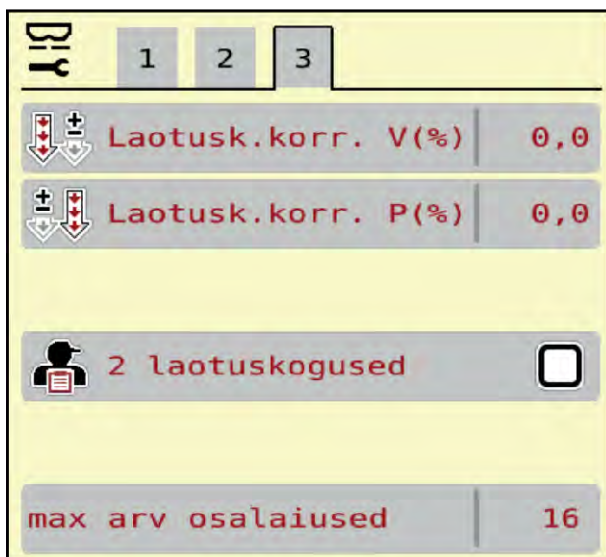 1 2 3
Laotusk.korr. V(%) 0,0
Laotusk.korr. P(%) 0,0
2 laotuskogused
max arv osalaiused 16